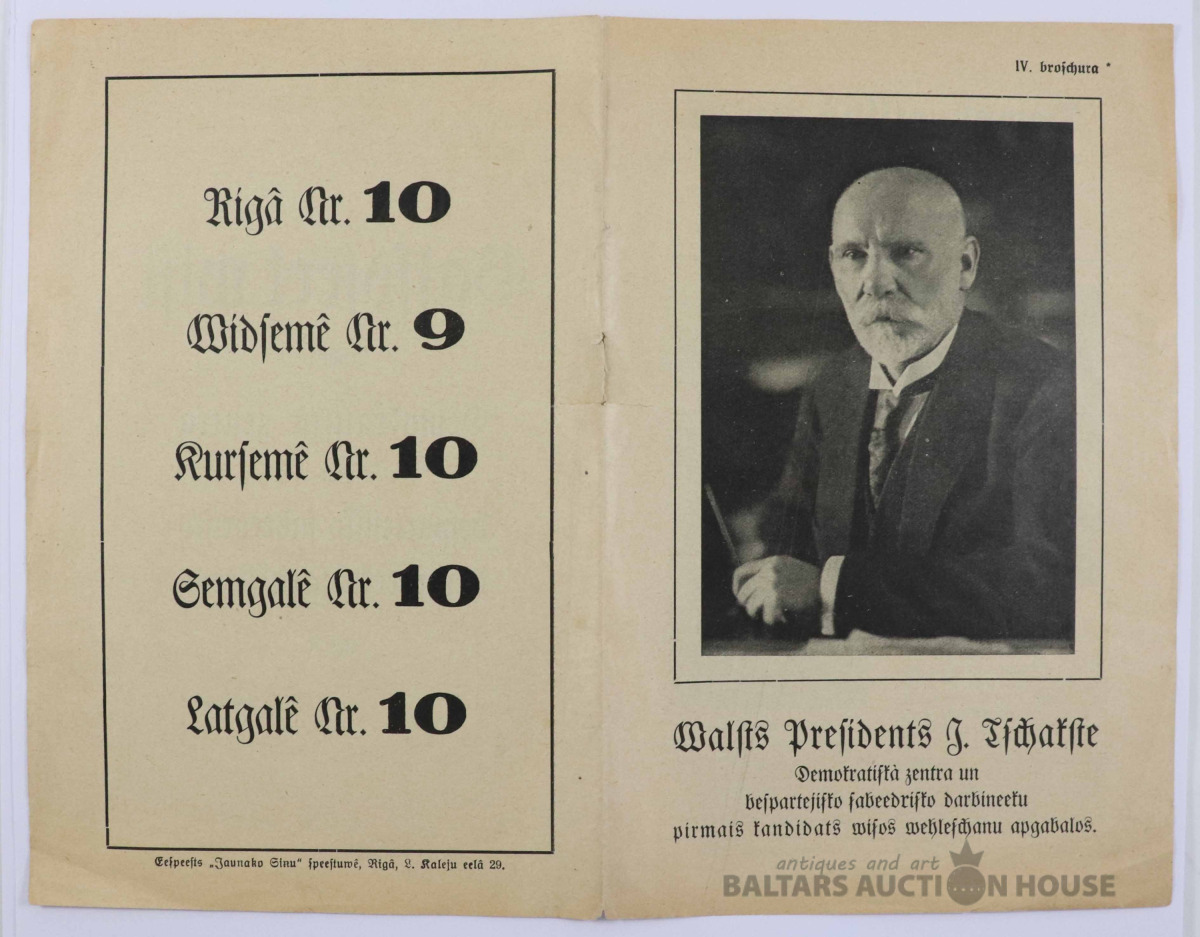 Rigâ Nr. 10
Widſemê Nr. 9
Kurſemê Nr. 10
Semgalê Nr. 10
Latgalê Nr. 10
Eeſpeeſts „Jaunako Sinu“ ſpeeſtuwê, Rigâ, L. Kaleju eelâ 29.
IV. broſchura *
Walſts Preſidents J. Tſchakſte
Demokratiſkà zentra un
beſpartejiſko ſabeedriſko darbineeku
pirmais kandidats wiſos wehleſchanu apgabalos.
antiques and art
BALTARS AUCTION HOUSE